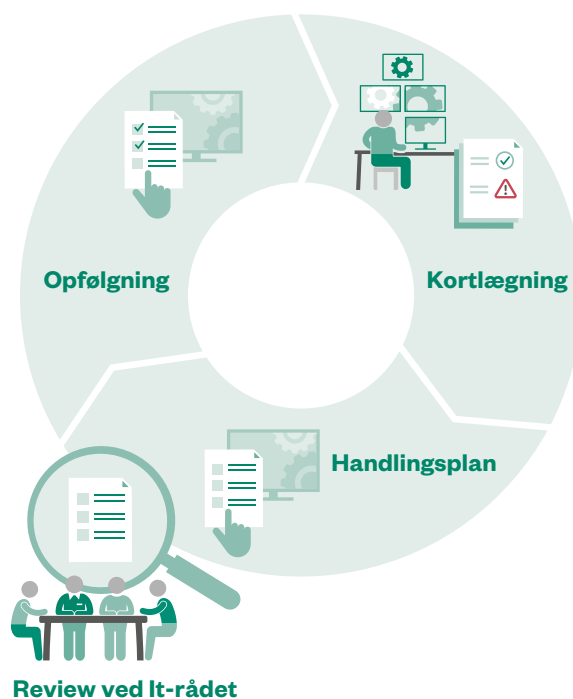 Opfølgning
Kortlægning
Handlingsplan
Review ved It-rådet